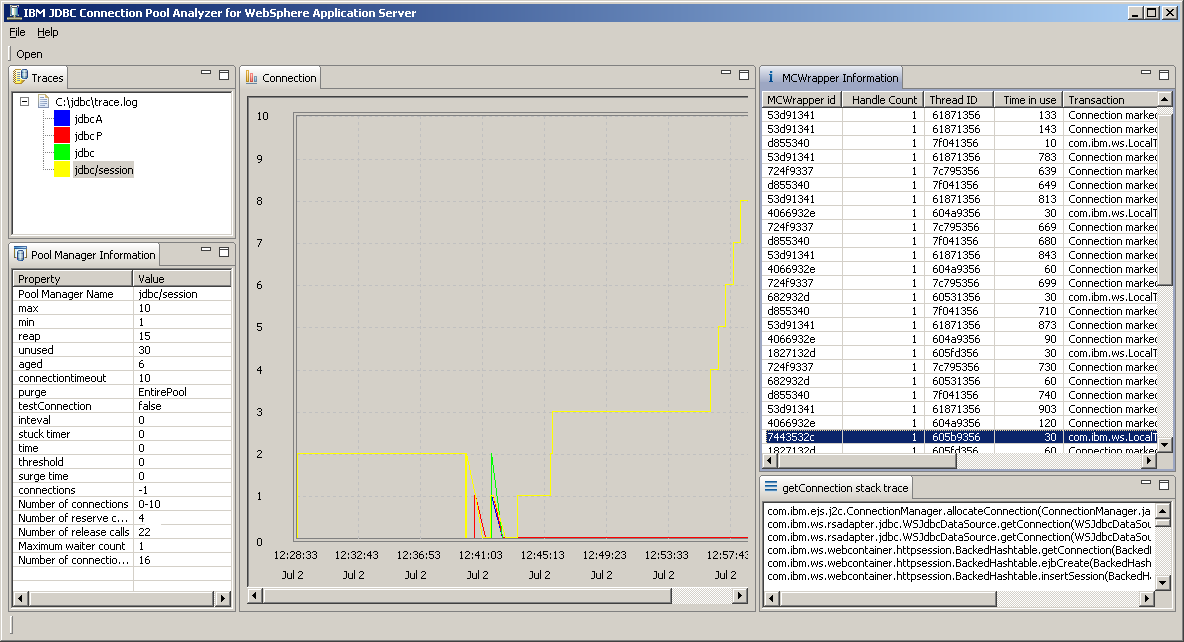 IBM JDBC Connection Pool Analyzer for WebSphere Application Server
File Help
Open
Traces
C:\jdbc\trace.log
jdbcA
jdbcP
jdbc
jdbc/session
Pool Manager Information
Property Value
Pool Manager Name jdbc/session
max 10
min 1
reap 15
unused 30
aged 6
connectiontimeout 10
purge EntirePool
testConnection false
inteval 0
stuck timer 0
time 0
threshold 0
surge time 0
connections -1
Number of connections 0-10
Number of reserve c... 4
Number of release calls 22
Maximum waiter count 1
Number of connectio... 16
Connection
10
9
8
7
6
5
4
3
2
1
0
12:28:33 12:32:43 12:36:53 12:41:03 12:45:13 12:49:23 12:53:33 12:57:43
Jul 2 Jul 2 Jul 2 Jul 2 Jul 2 Jul 2 Jul 2 Jul 2
MCWrapper Information
MCWrapper id Handle Count Thread ID Time in use Transaction
53d91341 1 61871356 133 Connection marked
53d91341 1 61871356 143 Connection marked
d855340 1 7f041356 10 com.ibm.ws.LocalT
53d91341 1 61871356 783 Connection marked
724f9337 1 7c795356 639 Connection marked
d855340 1 7f041356 649 Connection marked
53d91341 1 61871356 813 Connection marked
4066932e 1 604a9356 30 com.ibm.ws.LocalT
724f9337 1 7c795356 669 Connection marked
d855340 1 7f041356 680 Connection marked
53d91341 1 61871356 843 Connection marked
4066932e 1 604a9356 60 Connection marked
724f9337 1 7c795356 699 Connection marked
682932d 1 60531356 30 com.ibm.ws.LocalT
d855340 1 7f041356 710 Connection marked
53d91341 1 61871356 873 Connection marked
4066932e 1 604a9356 90 Connection marked
1827132d 1 605fd356 30 com.ibm.ws.LocalT
724f9337 1 7c795356 730 Connection marked
682932d 1 60531356 60 Connection marked
d855340 1 7f041356 740 Connection marked
53d91341 1 61871356 903 Connection marked
4066932e 1 604a9356 120 Connection marked
7443532c 1 605b9356 30 com.ibm.ws.LocalT
1827132d 1 605fd356 60 Connection marked
getConnection stack trace
com.ibm.ejs.j2c.ConnectionManager.allocateConnection(ConnectionManager.ja
com.ibm.ws.rsadapter.jdbc.WSJdbcDataSource.getConnection(WSJdbcDataSou
com.ibm.ws.rsadapter.jdbc.WSJdbcDataSource.getConnection(WSJdbcDataSou
com.ibm.ws.webcontainer.httpsession.BackedHashtable.getConnection(BackedH
com.ibm.ws.webcontainer.httpsession.BackedHashtable.ejbCreate(BackedHash
com.ibm.ws.webcontainer.httpsession.BackedHashtable.insertSession(BackedH